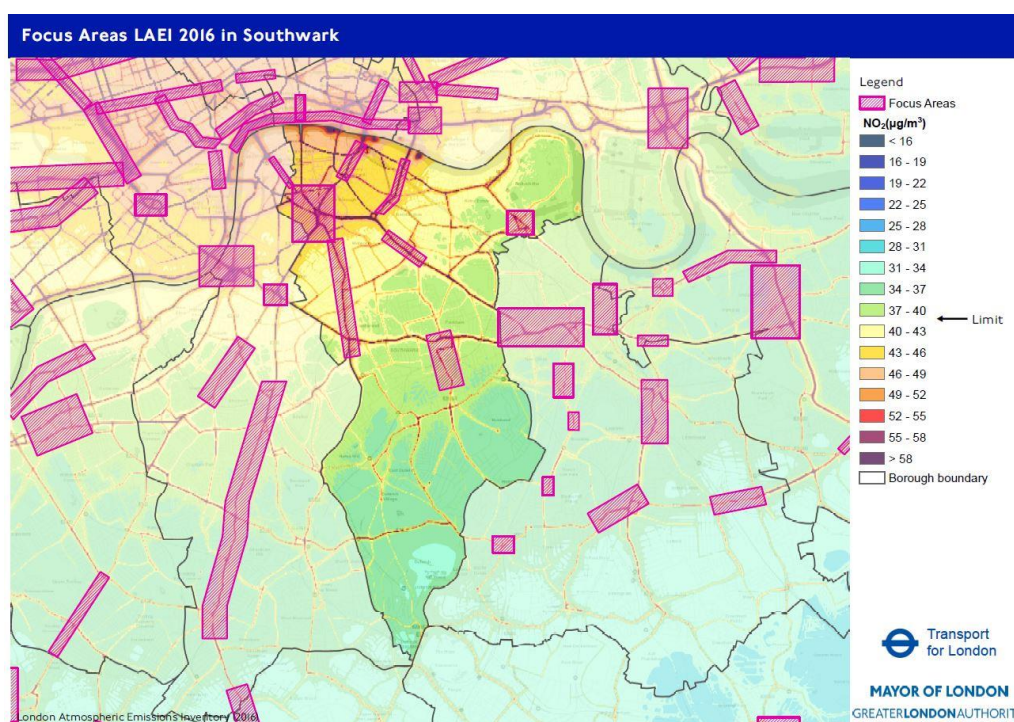 Focus Areas LAEI 2016 in Southwark
Legend
Focus Areas
NO₂(µg/m³)
< 16
16 - 19
19 - 22
22 - 25
25 - 28
28 - 31
31 - 34
34 - 37
37 - 40
40 - 43
Limit
43 - 46
46 - 49
49 - 52
52 - 55
55 - 58
> 58
Borough boundary
Transport
for London
MAYOR OF LONDON
GREATERLONDONAUTHORIT
London Atmospheric Emissions Inventory (2016)